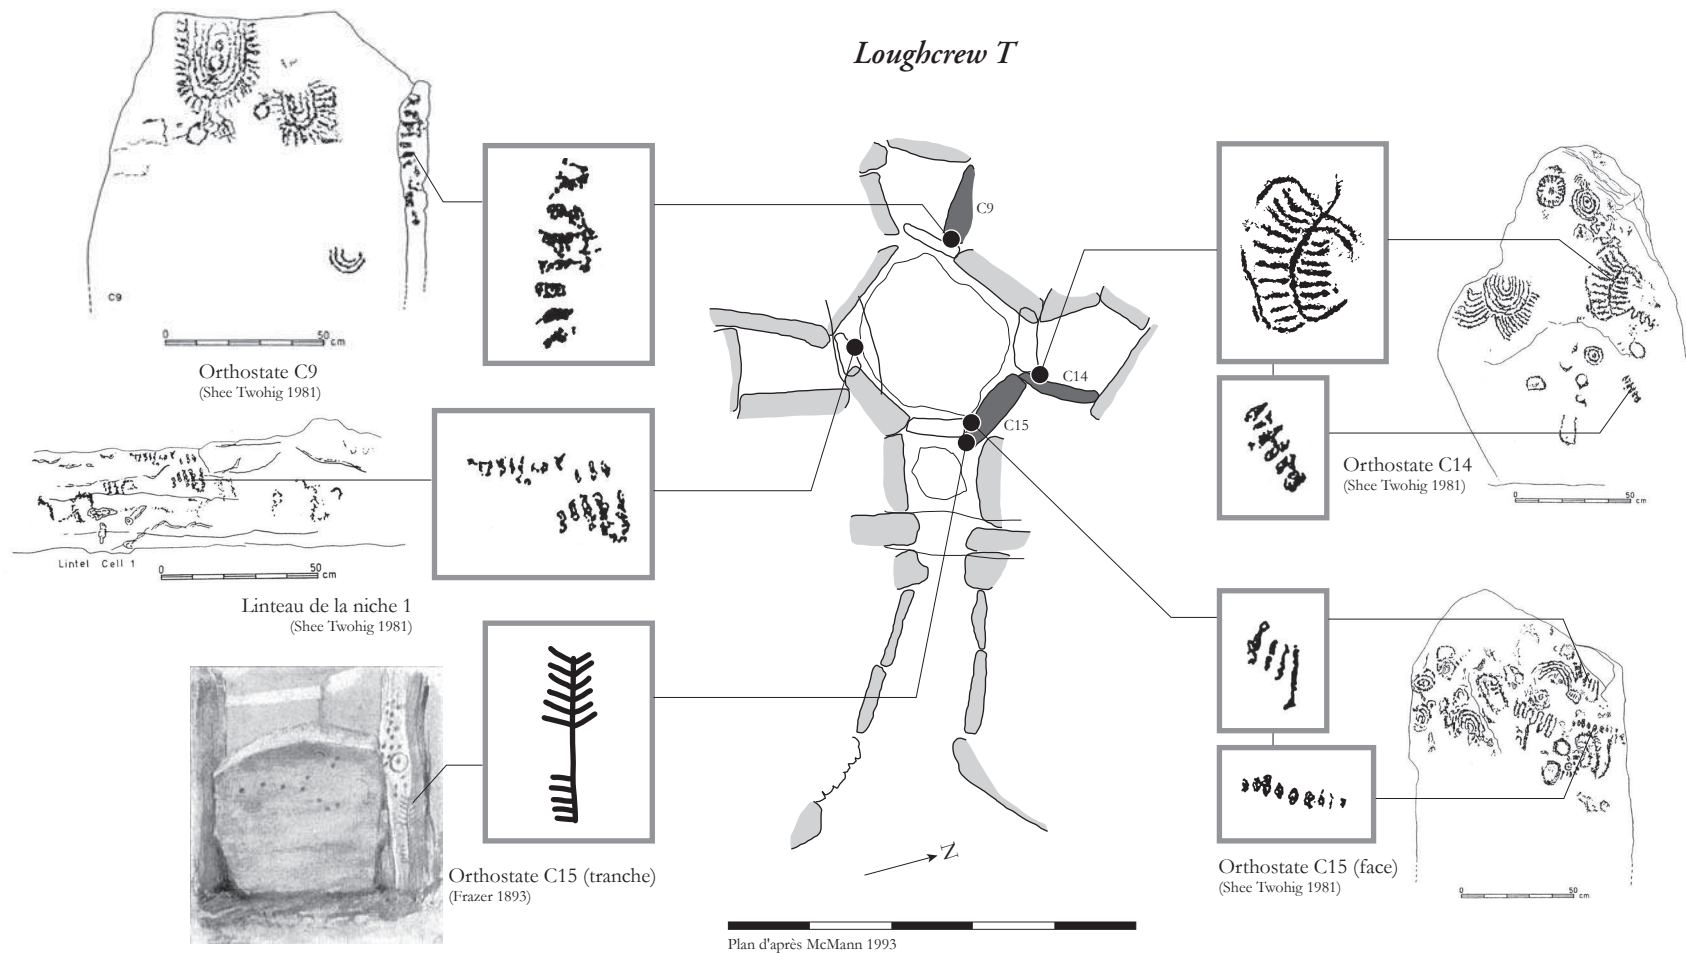 Loughcrew T
C9
0
50
cm
Orthostate C9
(Shee Twohig 1981)
Lintel Cell 1
0
50
cm
Linteau de la niche 1
(Shee Twohig 1981)
Orthostate C15 (tranche)
(Frazer 1893)
C9
C14
C15
N
Plan d'après McMann 1993
Orthostate C14
(Shee Twohig 1981)
0
50
cm
Orthostate C15 (face)
(Shee Twohig 1981)
0
50
cm